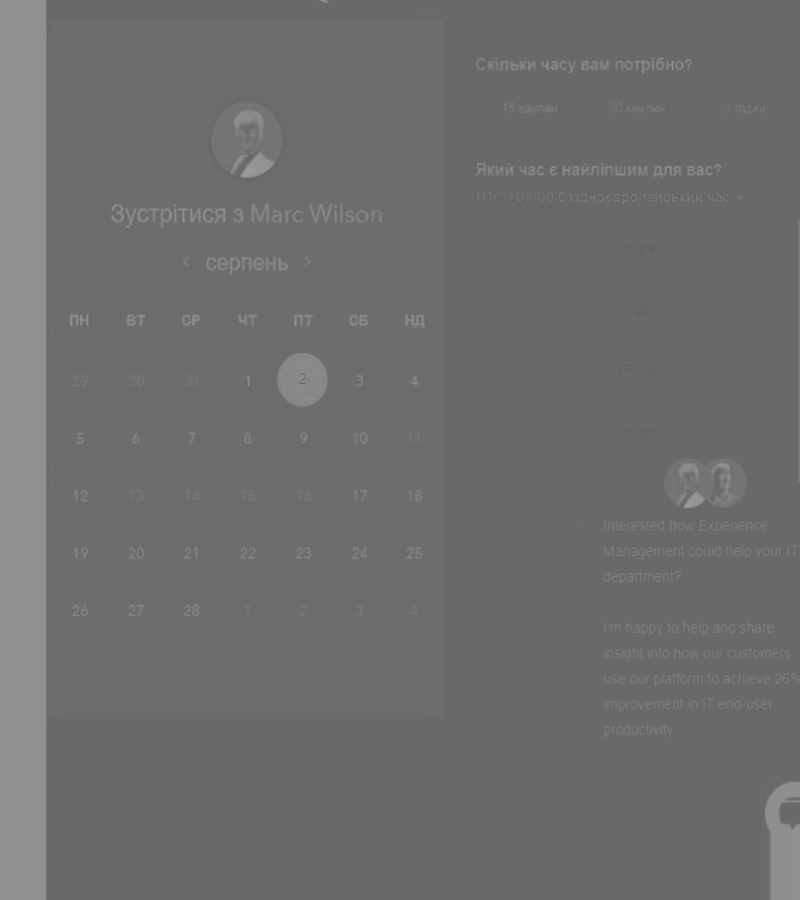 Зустрітися з Marc Wilson
серпень
ПН ВТ СР ЧТ ПТ СБ НД
29 30 31 1 2 3 4
5 6 7 8 9 10 11
12 13 14 15 16 17 18
19 20 21 22 23 24 25
26 27 28 1 2 3 4
Скільки часу вам потрібно?
15 хвилин 30 хвилин 1 годин
Який час є найліпшим для вас?
UTC +03:00 Східноєвропейський час
Interested how Experience
Management could help your IT
department?
I'm happy to help and share
insight into how our customers
use our platform to achieve 26%
improvement in IT end-user
productivity.